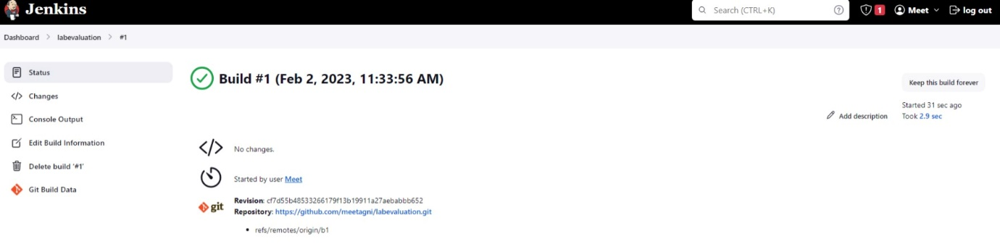 Jenkins
Search (CTRL+K)
1
Meet
log out
Dashboard > labevaluation > #1
Status
Changes
Console Output
Edit Build Information
Delete build '#1'
Git Build Data
Build #1 (Feb 2, 2023, 11:33:56 AM)
Keep this build forever
Started 31 sec ago
Took 2.9 sec
Add description
No changes.
Started by user Meet
git
Revision: cf7d55b48533266179f13b19911a27aebabbb652
Repository: https://github.com/meetagni/labevaluation.git
• refs/remotes/origin/b1